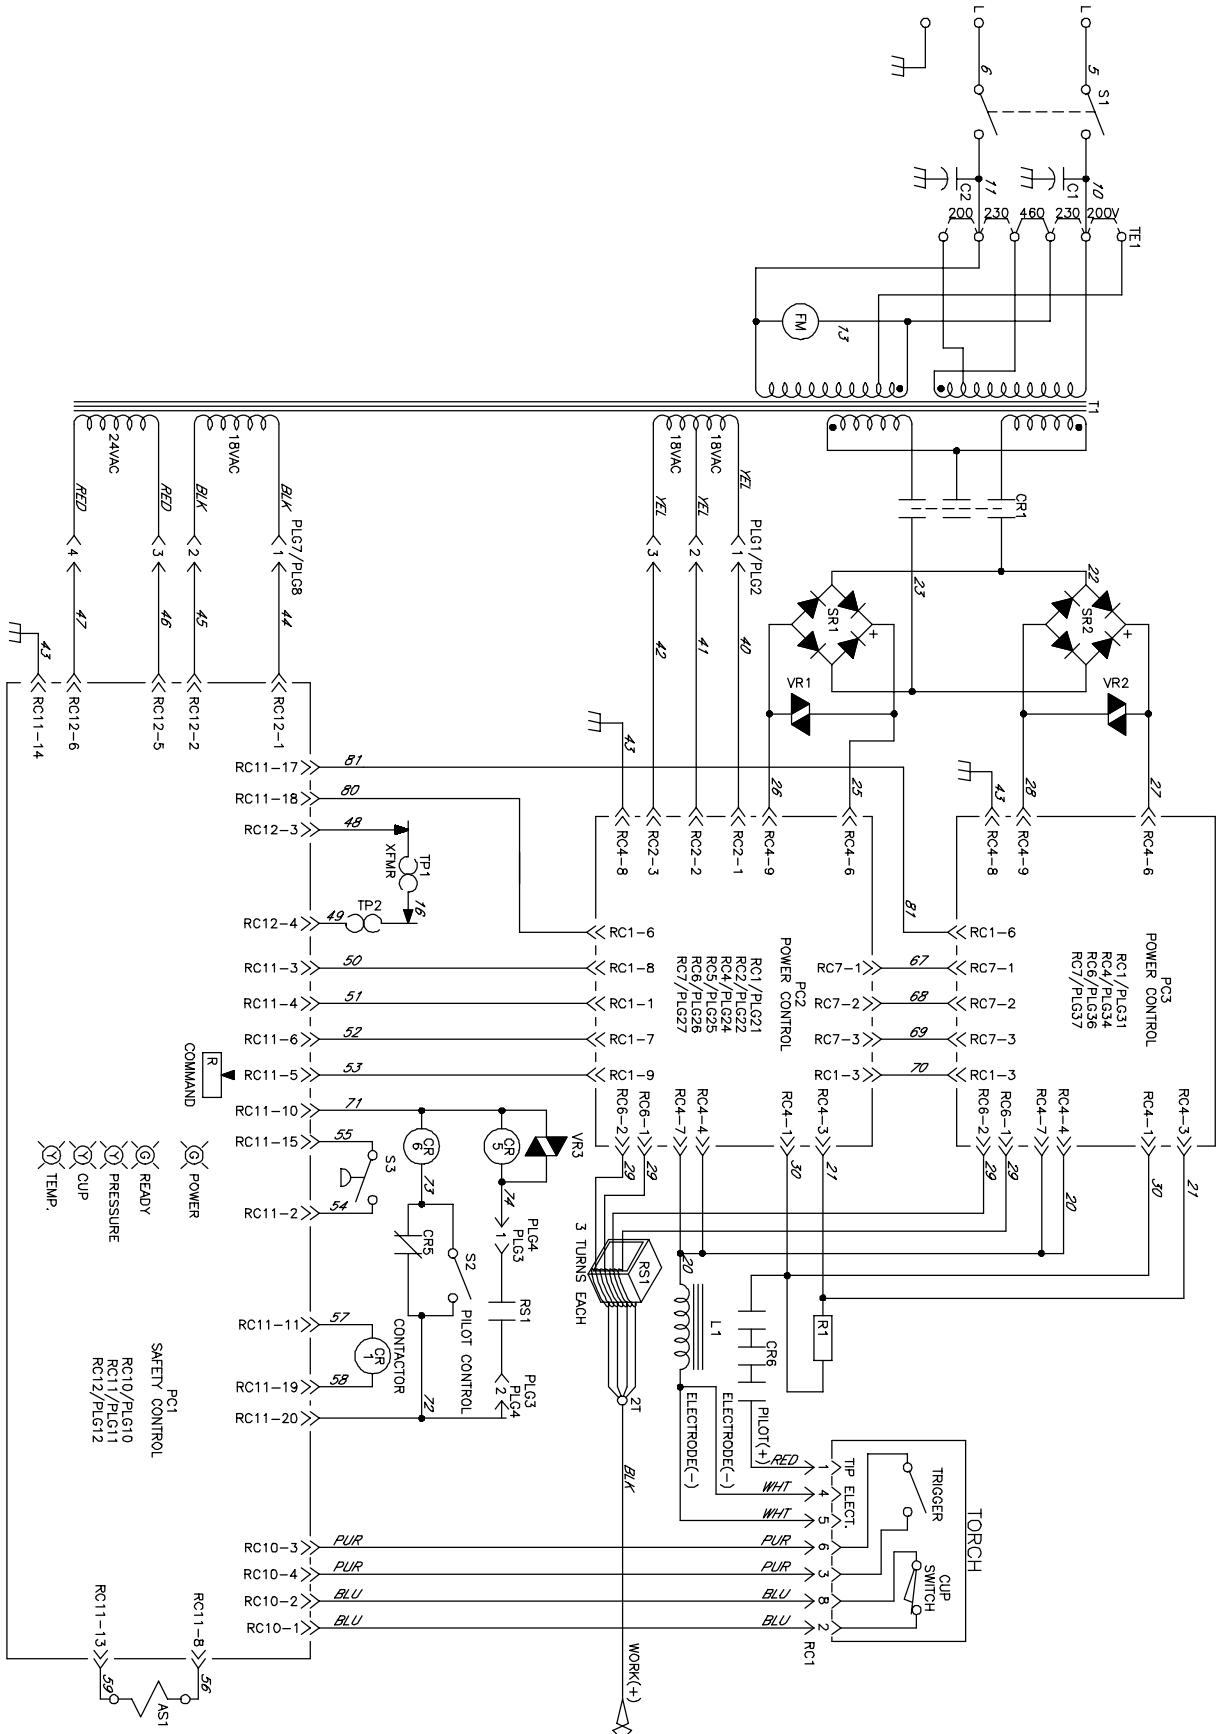 L
L
5
6
S1
10
11
C1
C2
200
230
460
230
200V
TE1
FM
13
T1
24VAC
18VAC
18VAC
18VAC
CR1
RED
RED
BLK
BLK
YEL
YEL
YEL
PLG7/PLG8
PLG1/PLG2
4
3
2
1
3
2
1
47
46
45
44
42
41
40
23
22
SR1
+
SR2
+
VR1
VR2
43
43
43
26
25
28
27
RC11-14
RC12-6
RC12-5
RC12-2
RC12-1
RC4-8
RC2-3
RC2-2
RC2-1
RC4-9
RC4-6
RC4-8
RC4-9
RC4-6
RC11-17
81
RC11-18
80
RC12-3
48
XFMR
TP1
16
RC12-4
49
TP2
81
RC1-6
RC1-6
RC11-3
50
RC1-8
RC7-1
67
RC7-1
RC11-4
51
RC1-1
RC7-2
68
RC7-2
RC11-6
52
RC1-7
RC7-3
69
RC7-3
RC11-5
53
RC1-9
RC1-3
70
RC1-3
PC2
POWER CONTROL
RC1/PLG21
RC2/PLG22
RC4/PLG24
RC5/PLG25
RC6/PLG26
RC7/PLG27
PC3
POWER CONTROL
RC1/PLG31
RC4/PLG34
RC6/PLG36
RC7/PLG37
R
COMMAND
RC11-10
71
RC11-15
55
S3
RC11-2
54
CR
6
73
CR
5
74
VR3
CR5
S2
PILOT CONTROL
PLG4
PLG3
1
RS1
PLG3
PLG4
2
RC11-11
57
CR
1
CONTACTOR
RC11-19
58
RC11-20
72
RC6-2
RC6-1
RC4-7
RC4-4
RC4-1
RC4-3
29
29
30
21
RC6-2
RC6-1
RC4-7
RC4-4
RC4-1
RC4-3
29
29
20
30
21
3 TURNS EACH
RS1
20
L1
CR6
R1
2T
BLK
WORK(+)
ELECTRODE(-)
ELECTRODE(-)
PILOT(+)
Y
TEMP.
Y
CUP
Y
PRESSURE
G
READY
G
POWER
PC1
SAFETY CONTROL
RC10/PLG10
RC11/PLG11
RC12/PLG12
TORCH
TRIGGER
CUP
SWITCH
TIP ELECT.
RED
1
WHT
4
WHT
5
RC10-3
PUR
PUR
6
RC10-4
PUR
PUR
3
RC10-2
BLU
BLU
8
RC10-1
BLU
BLU
2
RC1
RC11-13
RC11-8
59
56
AS1